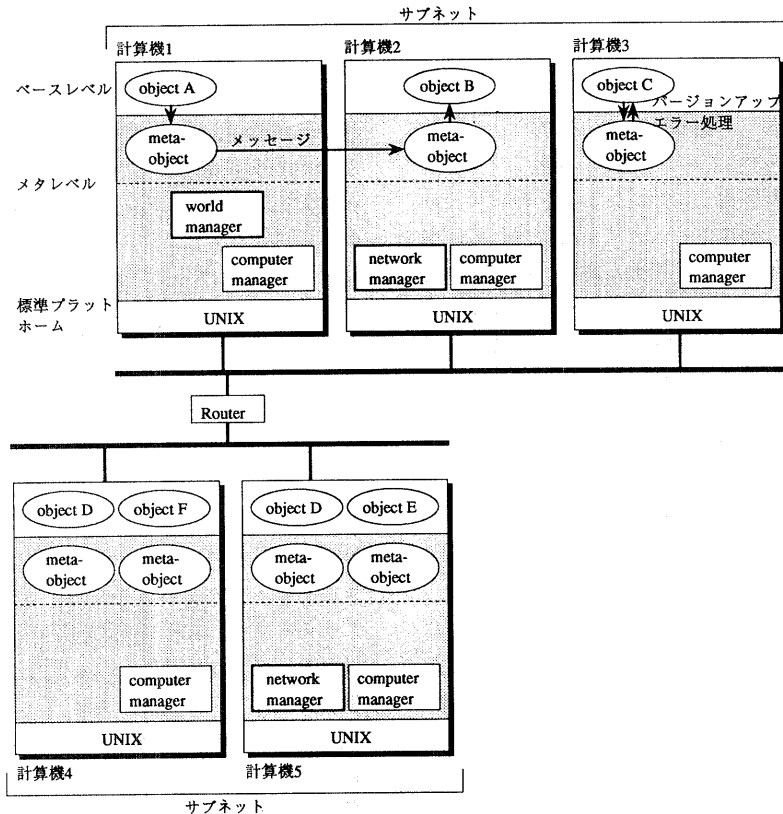 サブネット
計算機1
計算機2
計算機3
ベースレベル
object A
object B
object C
バージョンアップ
エラー処理
meta-
object
メッセージ
meta-
object
meta-
object
メタレベル
world
manager
computer
manager
network
manager
computer
manager
computer
manager
標準プラット
ホーム
UNIX
UNIX
UNIX
Router
object D
object F
object D
object E
meta-
object
meta-
object
meta-
object
meta-
object
computer
manager
network
manager
computer
manager
UNIX
UNIX
計算機4
計算機5
サブネット